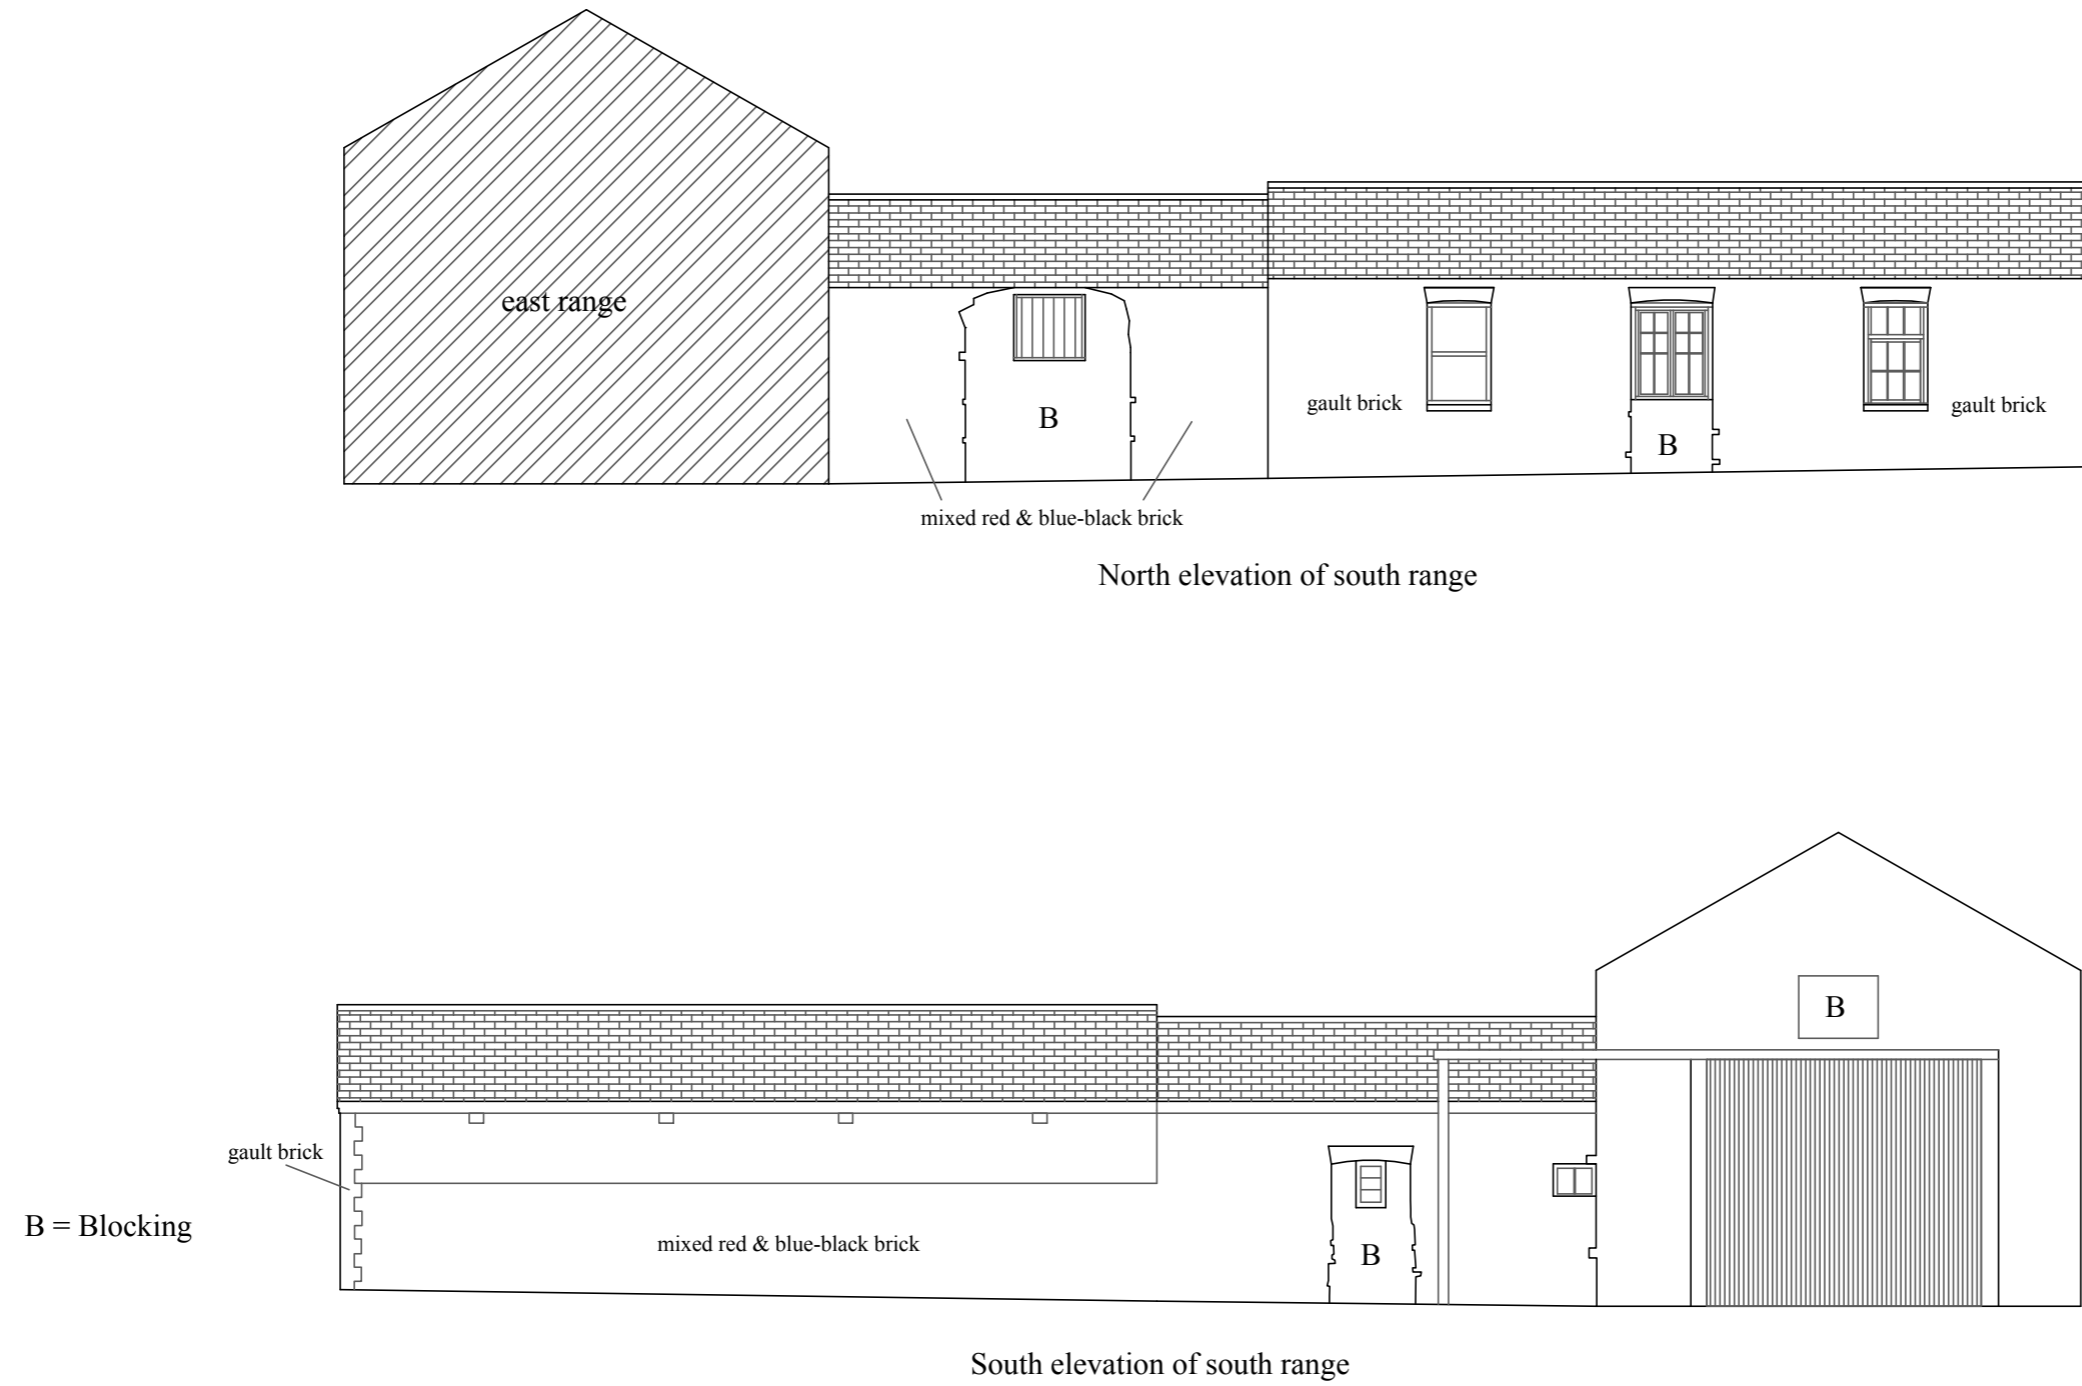 east range
B
gault brick
B
gault brick
mixed red & blue-black brick
North elevation of south range
B
gault brick
B = Blocking
mixed red & blue-black brick
B
South elevation of south range